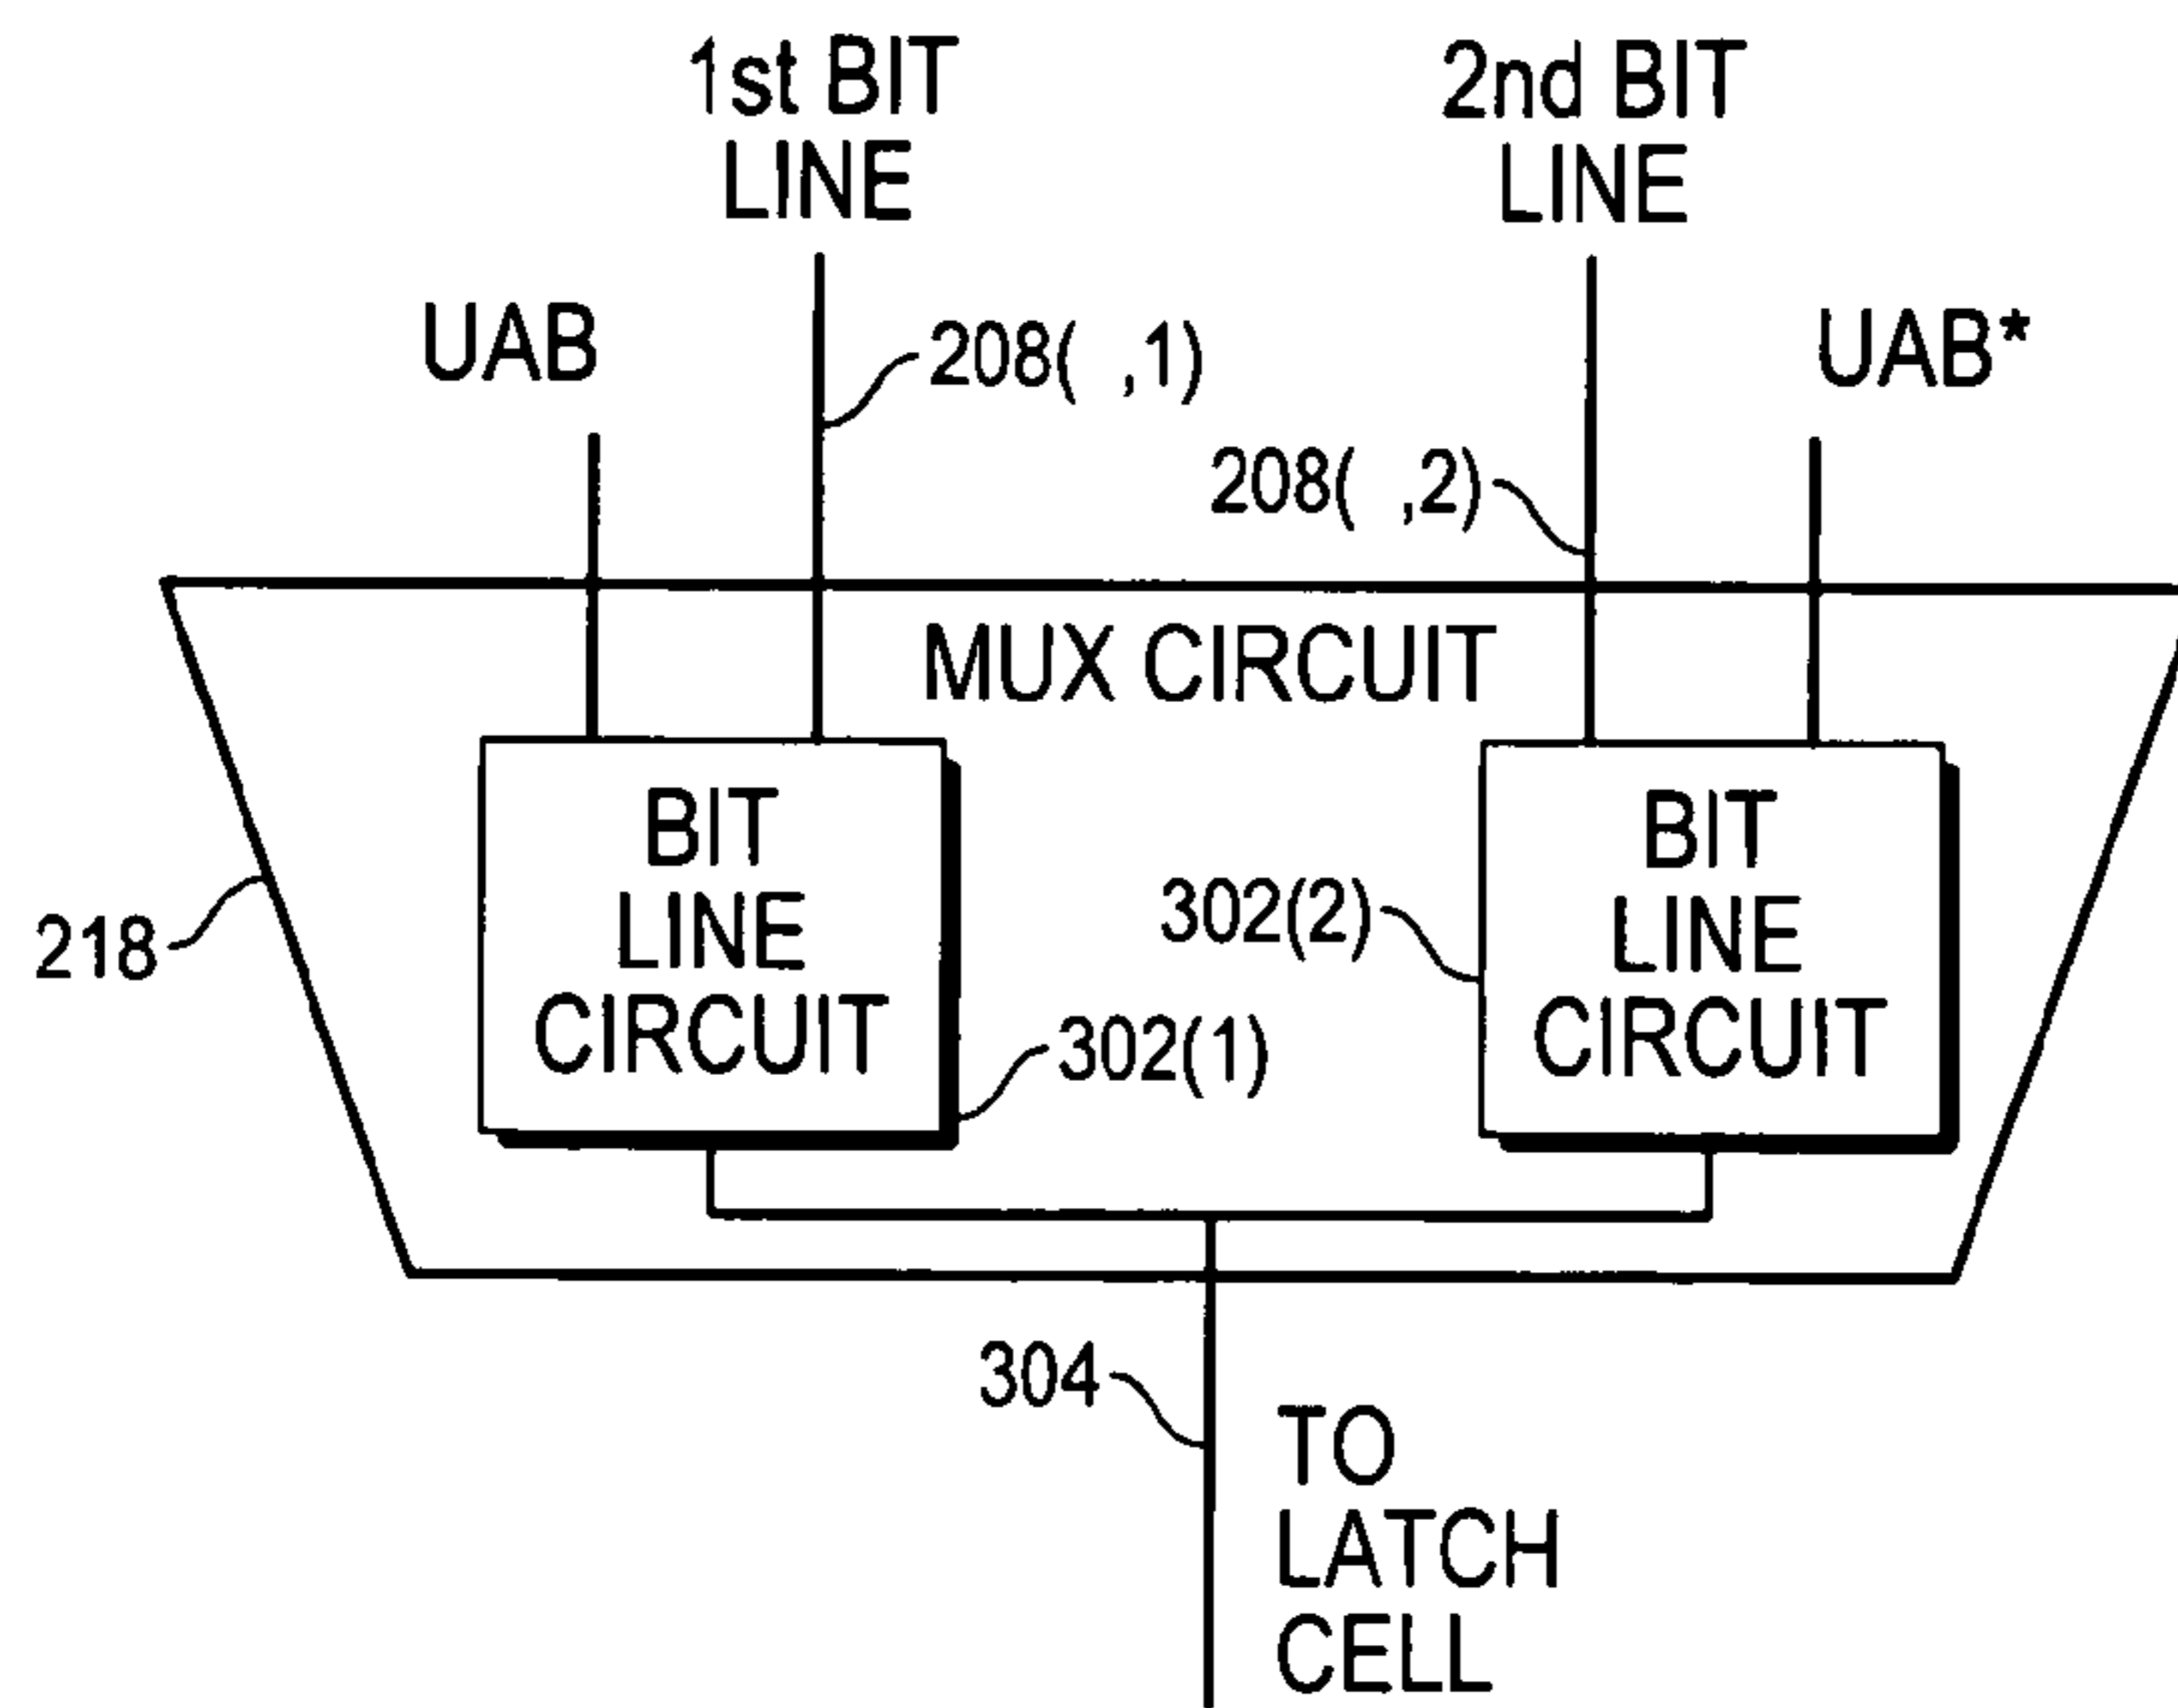 1st BIT
LINE
2nd BIT
LINE
UAB
208( ,1)
208( ,2)
UAB*
MUX CIRCUIT
BIT
LINE
CIRCUIT
302(1)
302(2)
BIT
LINE
CIRCUIT
218
304
TO
LATCH
CELL